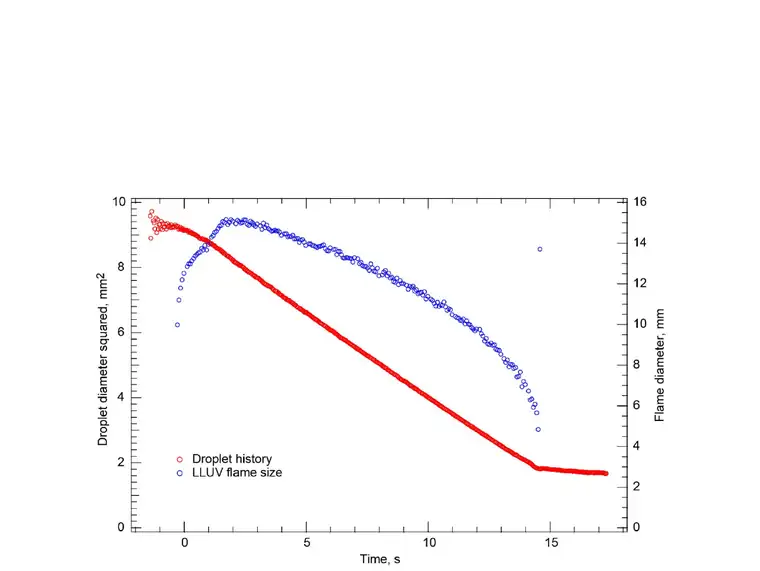 10
8
6
4
2
0
Droplet diameter squared, mm2
16
14
12
10
8
6
4
2
0
Flame diameter, mm
Droplet history
LLUV flame size
0 5 10 15
Time, s